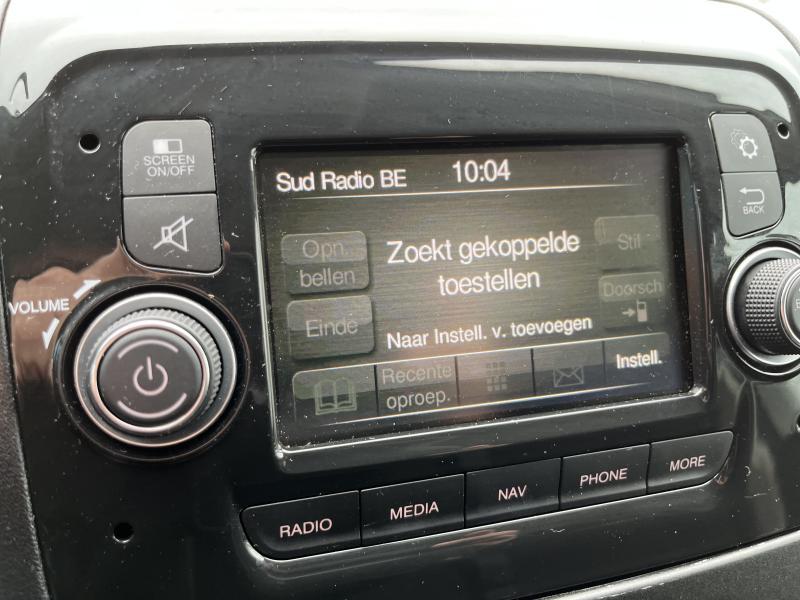 SCREEN
ON/OFF
BACK
VOLUME
Sud Radio BE 10:04
Opn.
bellen
Zoekt gekoppelde
toestellen
Stil
Doorsch
Einde
Naar Instell. v. toevoegen
Recente
oproep.
Instell.
RADIO
MEDIA
NAV
PHONE
MORE